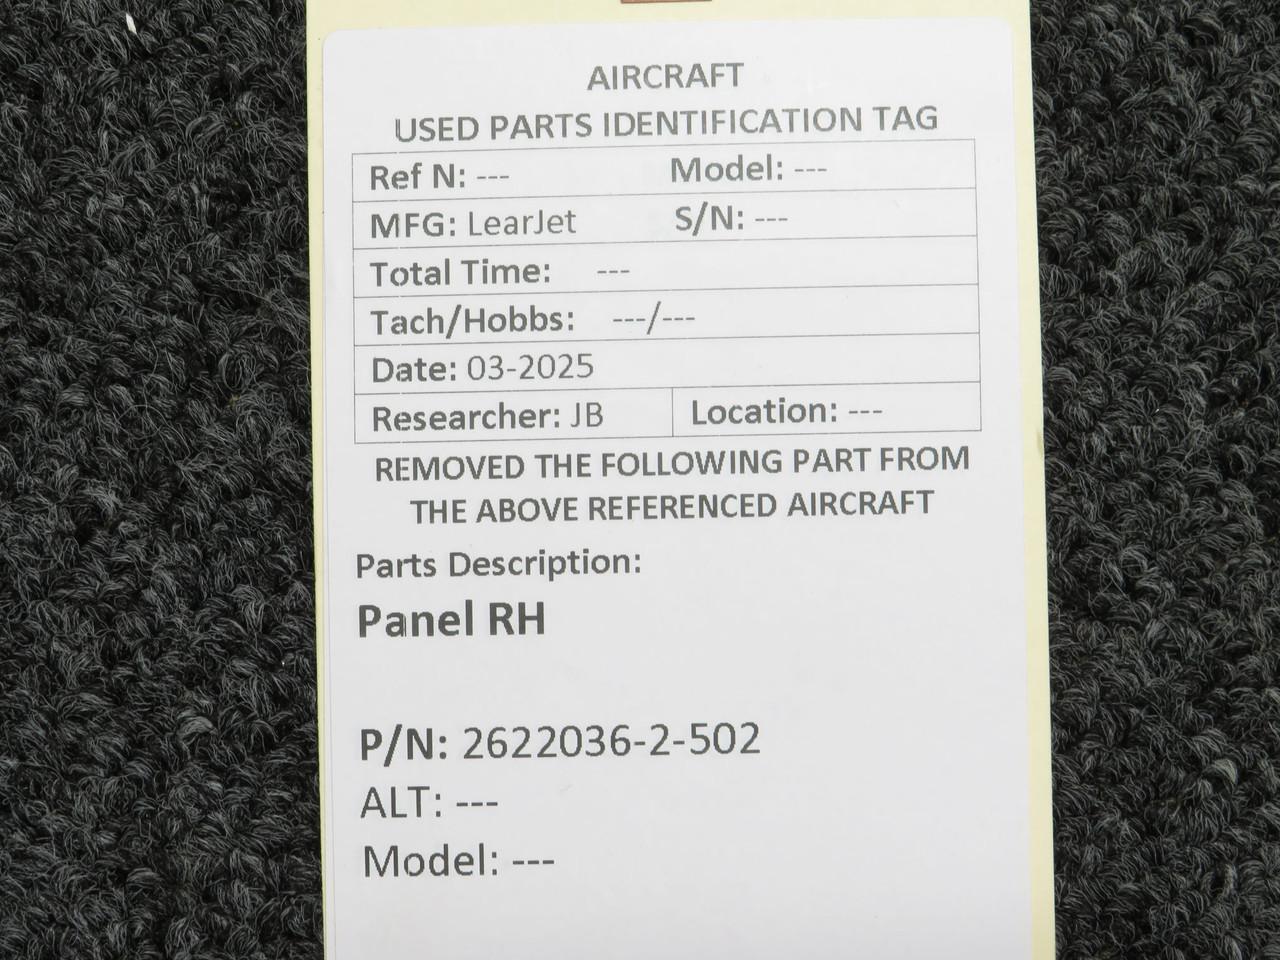 AIRCRAFT
USED PARTS IDENTIFICATION TAG
Ref N: --- Model: ---
MFG: LearJet S/N: ---
Total Time: ---
Tach/Hobbs: ---/---
Date: 03-2025
Researcher: JB Location: ---
REMOVED THE FOLLOWING PART FROM
THE ABOVE REFERENCED AIRCRAFT
Parts Description:
Panel RH
P/N: 2622036-2-502
ALT: ---
Model: ---